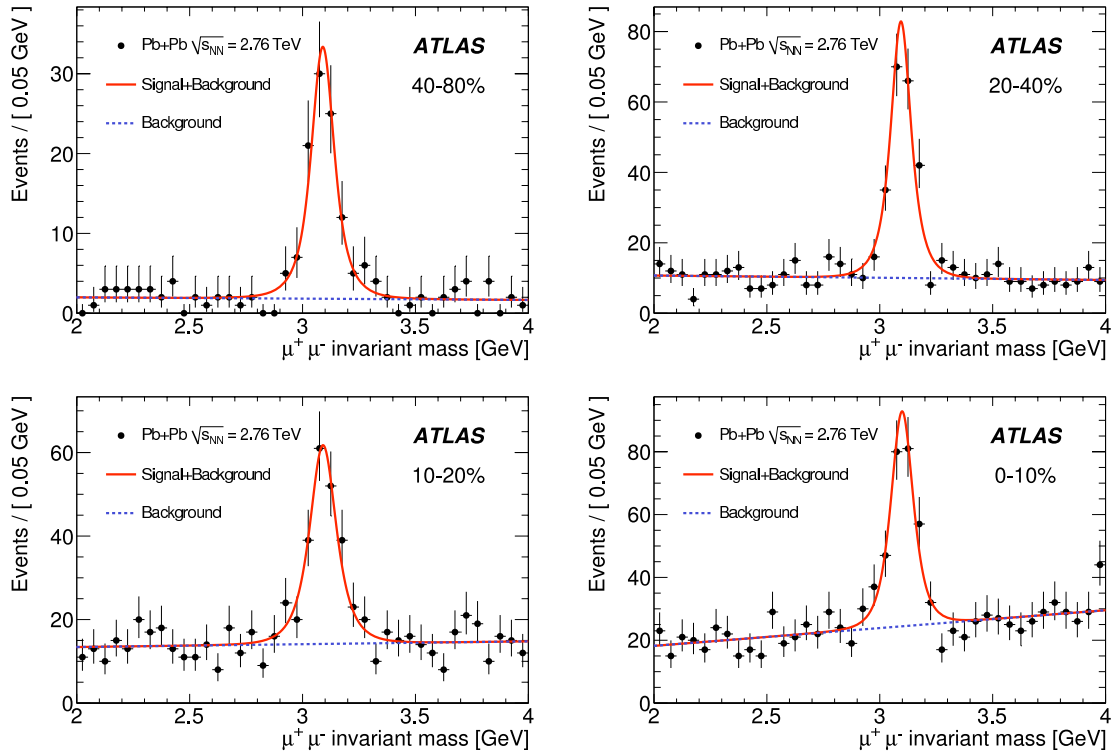 Events / [ 0.05 GeV ]
30
20
10
0
Pb+Pb √sNN = 2.76 TeV
Signal+Background
Background
ATLAS
40-80%
2 2.5 3 3.5 4
μ+ μ- invariant mass [GeV]
Events / [ 0.05 GeV ]
80
60
40
20
0
Pb+Pb √sNN = 2.76 TeV
Signal+Background
Background
ATLAS
20-40%
2 2.5 3 3.5 4
μ+ μ- invariant mass [GeV]
Events / [ 0.05 GeV ]
60
40
20
0
Pb+Pb √sNN = 2.76 TeV
Signal+Background
Background
ATLAS
10-20%
2 2.5 3 3.5 4
μ+ μ- invariant mass [GeV]
Events / [ 0.05 GeV ]
80
60
40
20
0
Pb+Pb √sNN = 2.76 TeV
Signal+Background
Background
ATLAS
0-10%
2 2.5 3 3.5 4
μ+ μ- invariant mass [GeV]